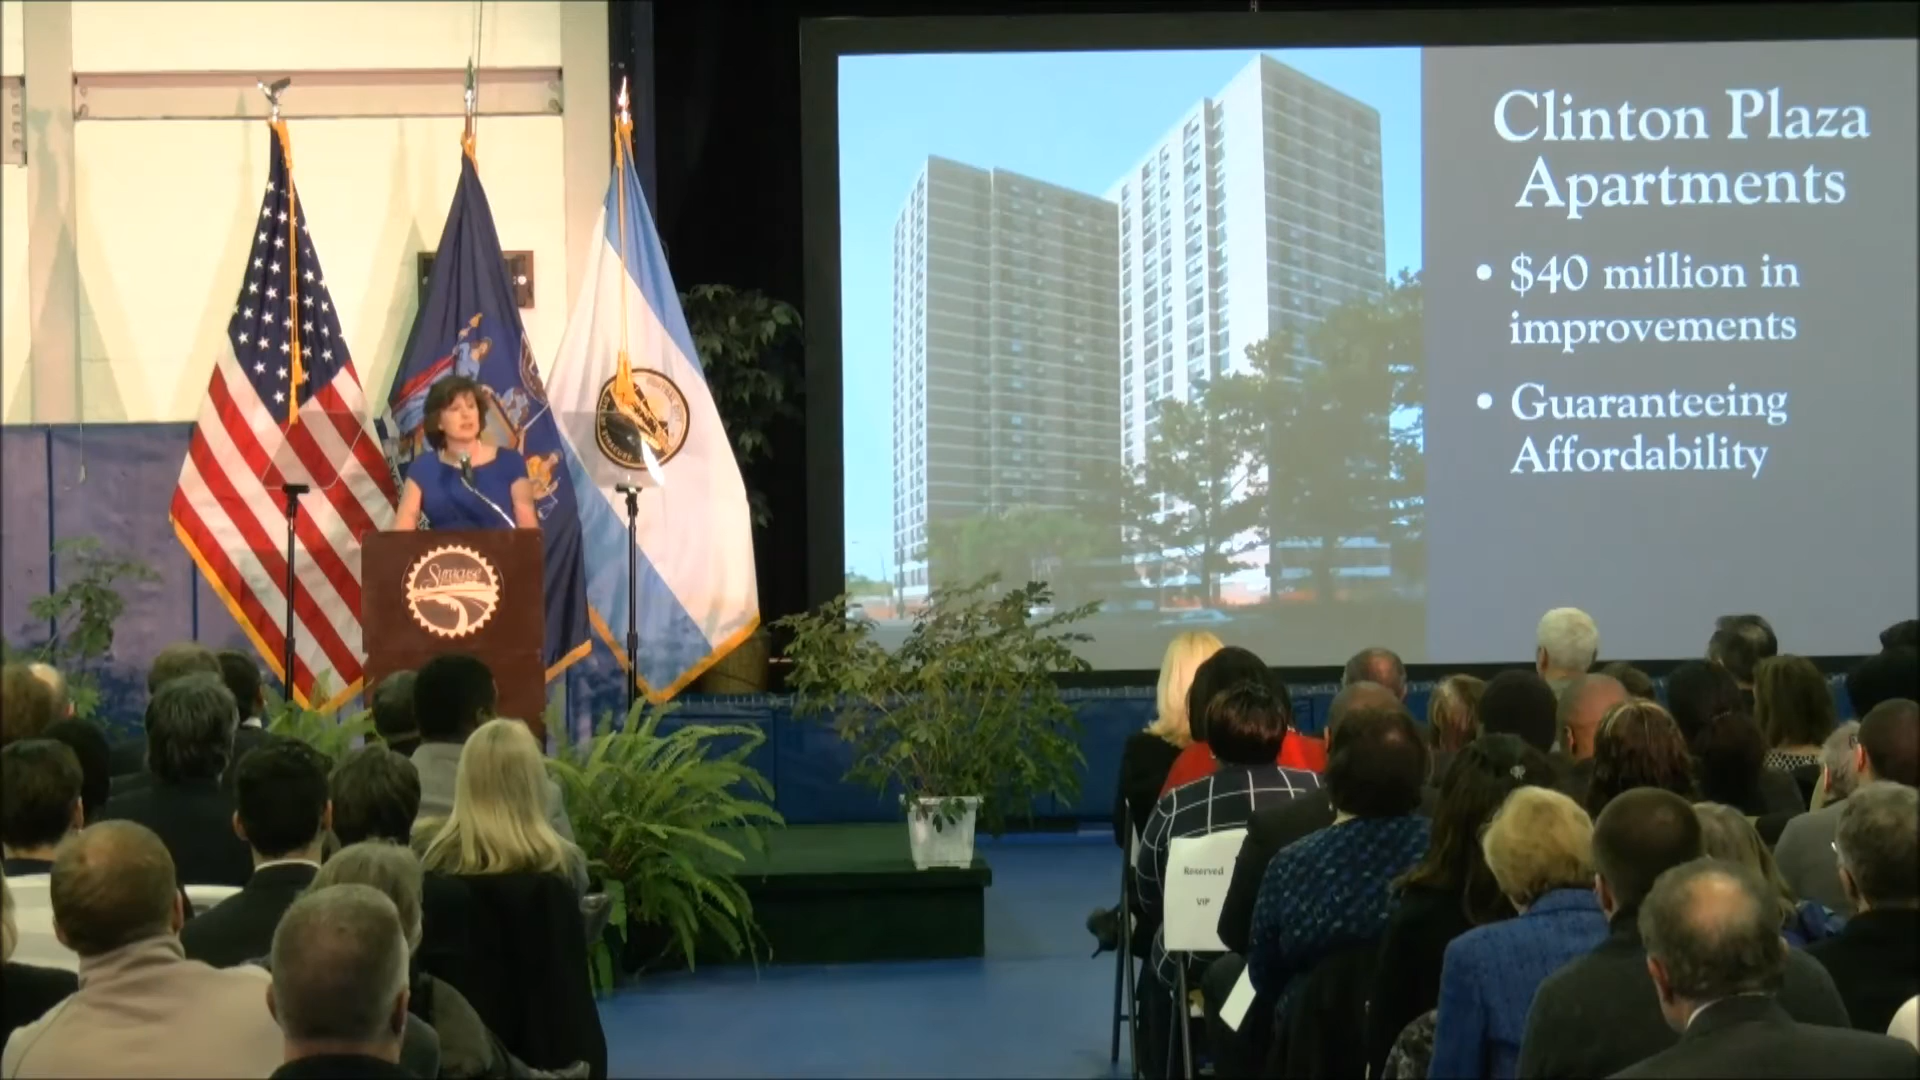 Clinton Plaza
Apartments
• $40 million in
improvements
• Guaranteeing
Affordability
Syracuse
Reserved
VIP